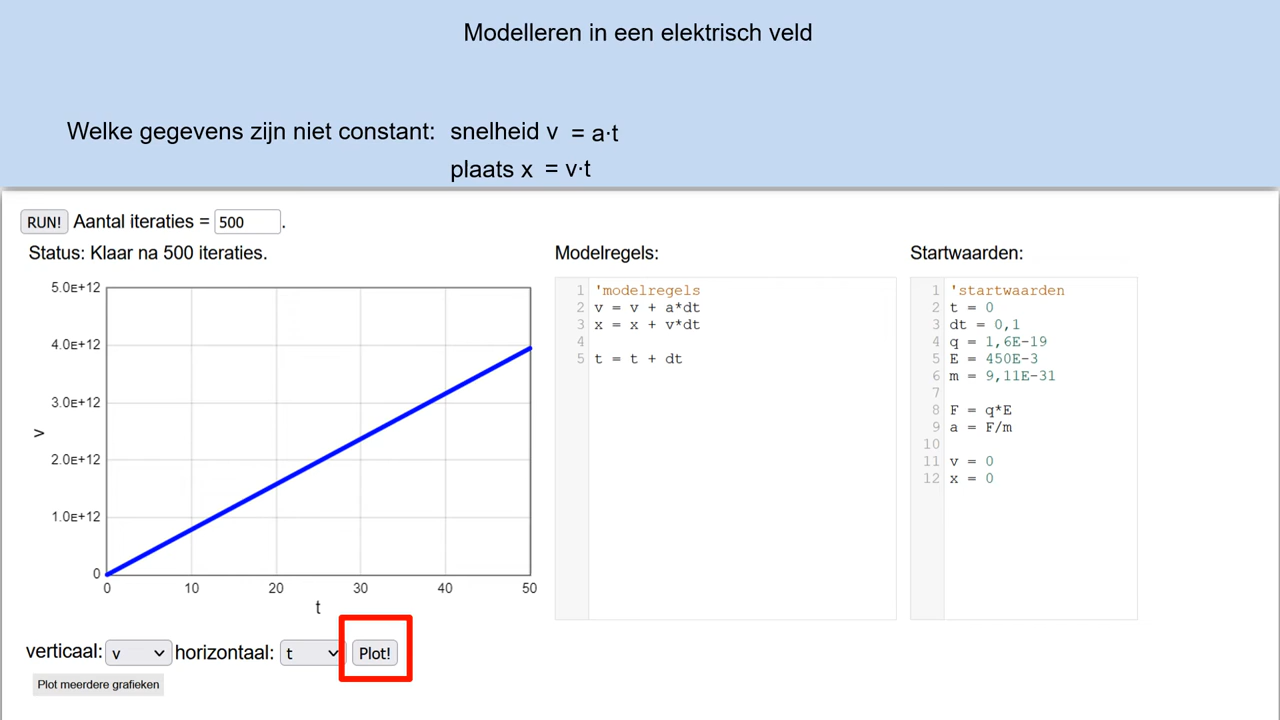 Modelleren in een elektrisch veld
Welke gegevens zijn niet constant: snelheid v = a·t
plaats x = v·t
RUN! Aantal iteraties = 500 .
Status: Klaar na 500 iteraties.
5.0E+12
4.0E+12
3.0E+12
2.0E+12
1.0E+12
0
v
0 10 20 30 40 50
t
verticaal: v horizontaal: t Plot!
Plot meerdere grafieken
Modelregels:
1 'modelregels
2 v = v + a*dt
3 x = x + v*dt
4
5 t = t + dt
Startwaarden:
1 'startwaarden
2 t = 0
3 dt = 0,1
4 q = 1,6E-19
5 E = 450E-3
6 m = 9,11E-31
7
8 F = q*E
9 a = F/m
10
11 v = 0
12 x = 0